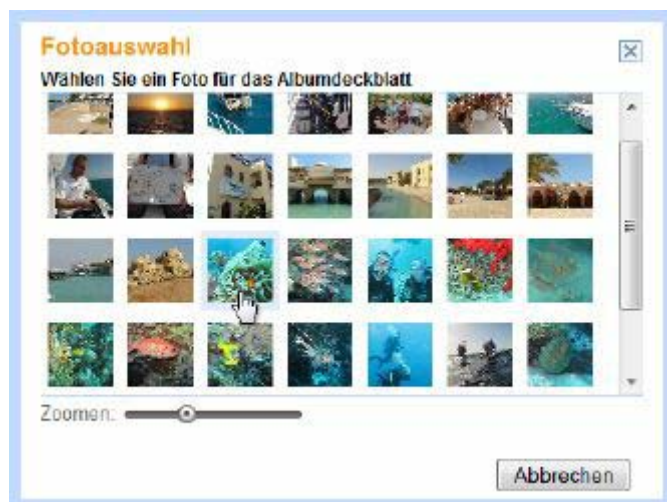 Fotoauswahl
Wählen Sie ein Foto für das Albumdeckblatt
Zoomen:
Abbrechen